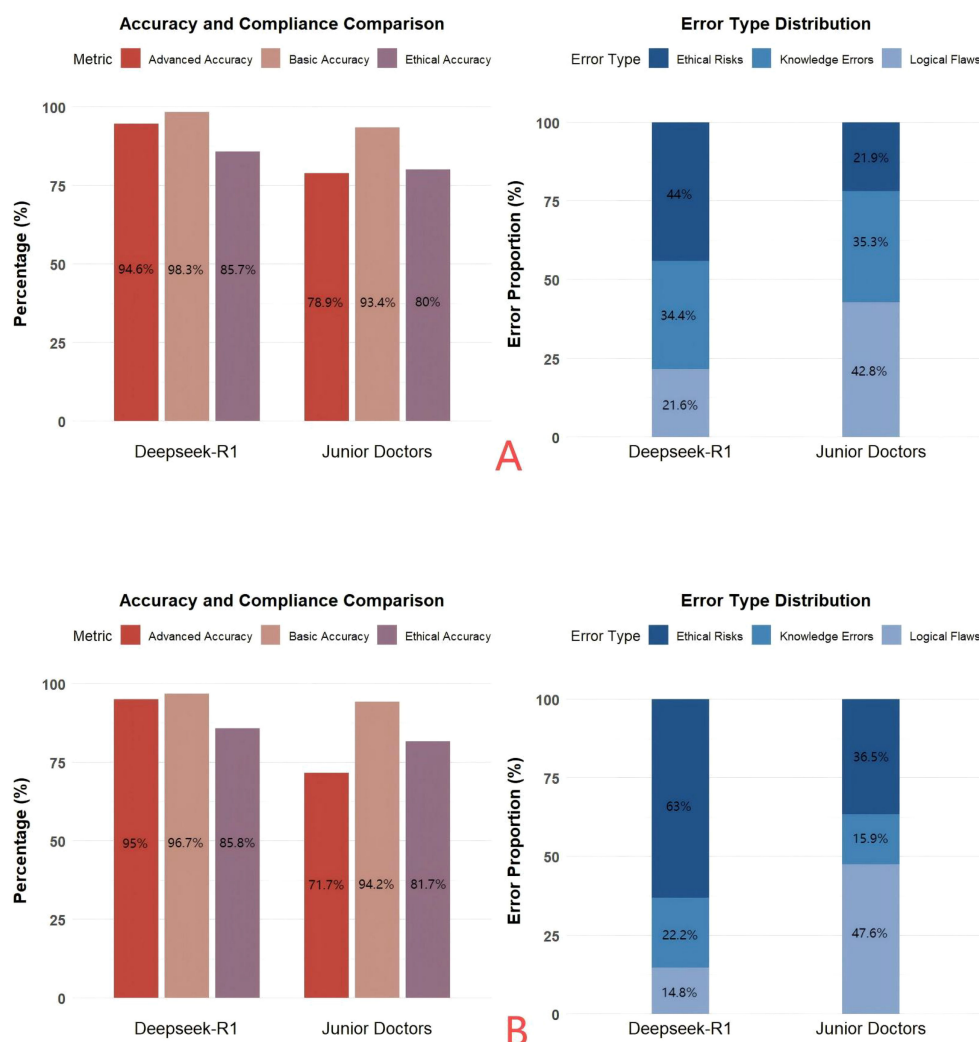 Accuracy and Compliance Comparison
Metric Advanced Accuracy Basic Accuracy Ethical Accuracy
Percentage (%)
100
75
50
25
0
94.6% 98.3% 85.7% 78.9% 93.4% 80%
Deepseek-R1 Junior Doctors
Error Type Distribution
Error Type Ethical Risks Knowledge Errors Logical Flaws
Error Proportion (%)
100
75
50
25
0
44%
34.4%
21.6%
21.9%
35.3%
42.8%
Deepseek-R1 Junior Doctors
A
Accuracy and Compliance Comparison
Metric Advanced Accuracy Basic Accuracy Ethical Accuracy
Percentage (%)
100
75
50
25
0
95% 96.7% 85.8% 71.7% 94.2% 81.7%
Deepseek-R1 Junior Doctors
Error Type Distribution
Error Type Ethical Risks Knowledge Errors Logical Flaws
Error Proportion (%)
100
75
50
25
0
63%
22.2%
14.8%
36.5%
15.9%
47.6%
Deepseek-R1 Junior Doctors
B